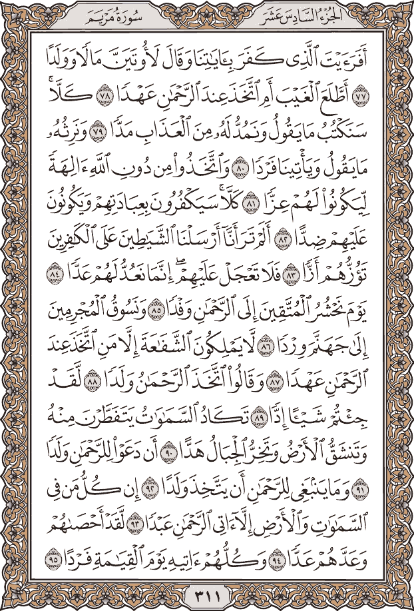 الجزء السادس عشر سورة مريم
أَفَرَءَيْتَ ٱلَّذِى كَفَرَ بِـَٔايَٰتِنَا وَقَالَ لَأُوتَيَنَّ مَالًا وَوَلَدًا
٧٧ أَطَّلَعَ ٱلْغَيْبَ أَمِ ٱتَّخَذَ عِندَ ٱلرَّحْمَٰنِ عَهْدًا ٧٨ كَلَّا ۚ
سَنَكْتُبُ مَا يَقُولُ وَنَمُدُّ لَهُۥ مِنَ ٱلْعَذَابِ مَدًّا ٧٩ وَنَرِثُهُۥ
مَا يَقُولُ وَيَأْتِينَا فَرْدًا ٨٠ وَٱتَّخَذُوا۟ مِن دُونِ ٱللَّهِ ءَالِهَةً
لِّيَكُونُوا۟ لَهُمْ عِزًّا ٨١ كَلَّا ۚ سَيَكْفُرُونَ بِعِبَادَتِهِمْ وَيَكُونُونَ
عَلَيْهِمْ ضِدًّا ٨٢ أَلَمْ تَرَ أَنَّآ أَرْسَلْنَا ٱلشَّيَٰطِينَ عَلَى ٱلْكَٰفِرِينَ
تَؤُزُّهُمْ أَزًّا ٨٣ فَلَا تَعْجَلْ عَلَيْهِمْ ۖ إِنَّمَا نَعُدُّ لَهُمْ عَدًّا ٨٤
يَوْمَ نَحْشُرُ ٱلْمُتَّقِينَ إِلَى ٱلرَّحْمَٰنِ وَفْدًا ٨٥ وَنَسُوقُ ٱلْمُجْرِمِينَ
إِلَىٰ جَهَنَّمَ وِرْدًا ٨٦ لَّا يَمْلِكُونَ ٱلشَّفَٰعَةَ إِلَّا مَنِ ٱتَّخَذَ عِندَ
ٱلرَّحْمَٰنِ عَهْدًا ٨٧ وَقَالُوا۟ ٱتَّخَذَ ٱلرَّحْمَٰنُ وَلَدًا ٨٨ لَّقَدْ
جِئْتُمْ شَيْـًٔا إِدًّا ٨٩ تَكَادُ ٱلسَّمَٰوَٰتُ يَتَفَطَّرْنَ مِنْهُ
وَتَنشَقُّ ٱلْأَرْضُ وَتَخِرُّ ٱلْجِبَالُ هَدًّا ٩٠ أَن دَعَوْا۟ لِلرَّحْمَٰنِ وَلَدًا
٩١ وَمَا يَنۢبَغِى لِلرَّحْمَٰنِ أَن يَتَّخِذَ وَلَدًا ٩٢ إِن كُلُّ مَن فِى
ٱلسَّمَٰوَٰتِ وَٱلْأَرْضِ إِلَّآ ءَاتِى ٱلرَّحْمَٰنِ عَبْدًا ٩٣ لَّقَدْ أَحْصَىٰهُمْ
وَعَدَّهُمْ عَدًّا ٩٤ وَكُلُّهُمْ ءَاتِيهِ يَوْمَ ٱلْقِيَٰمَةِ فَرْدًا ٩٥
٣١١